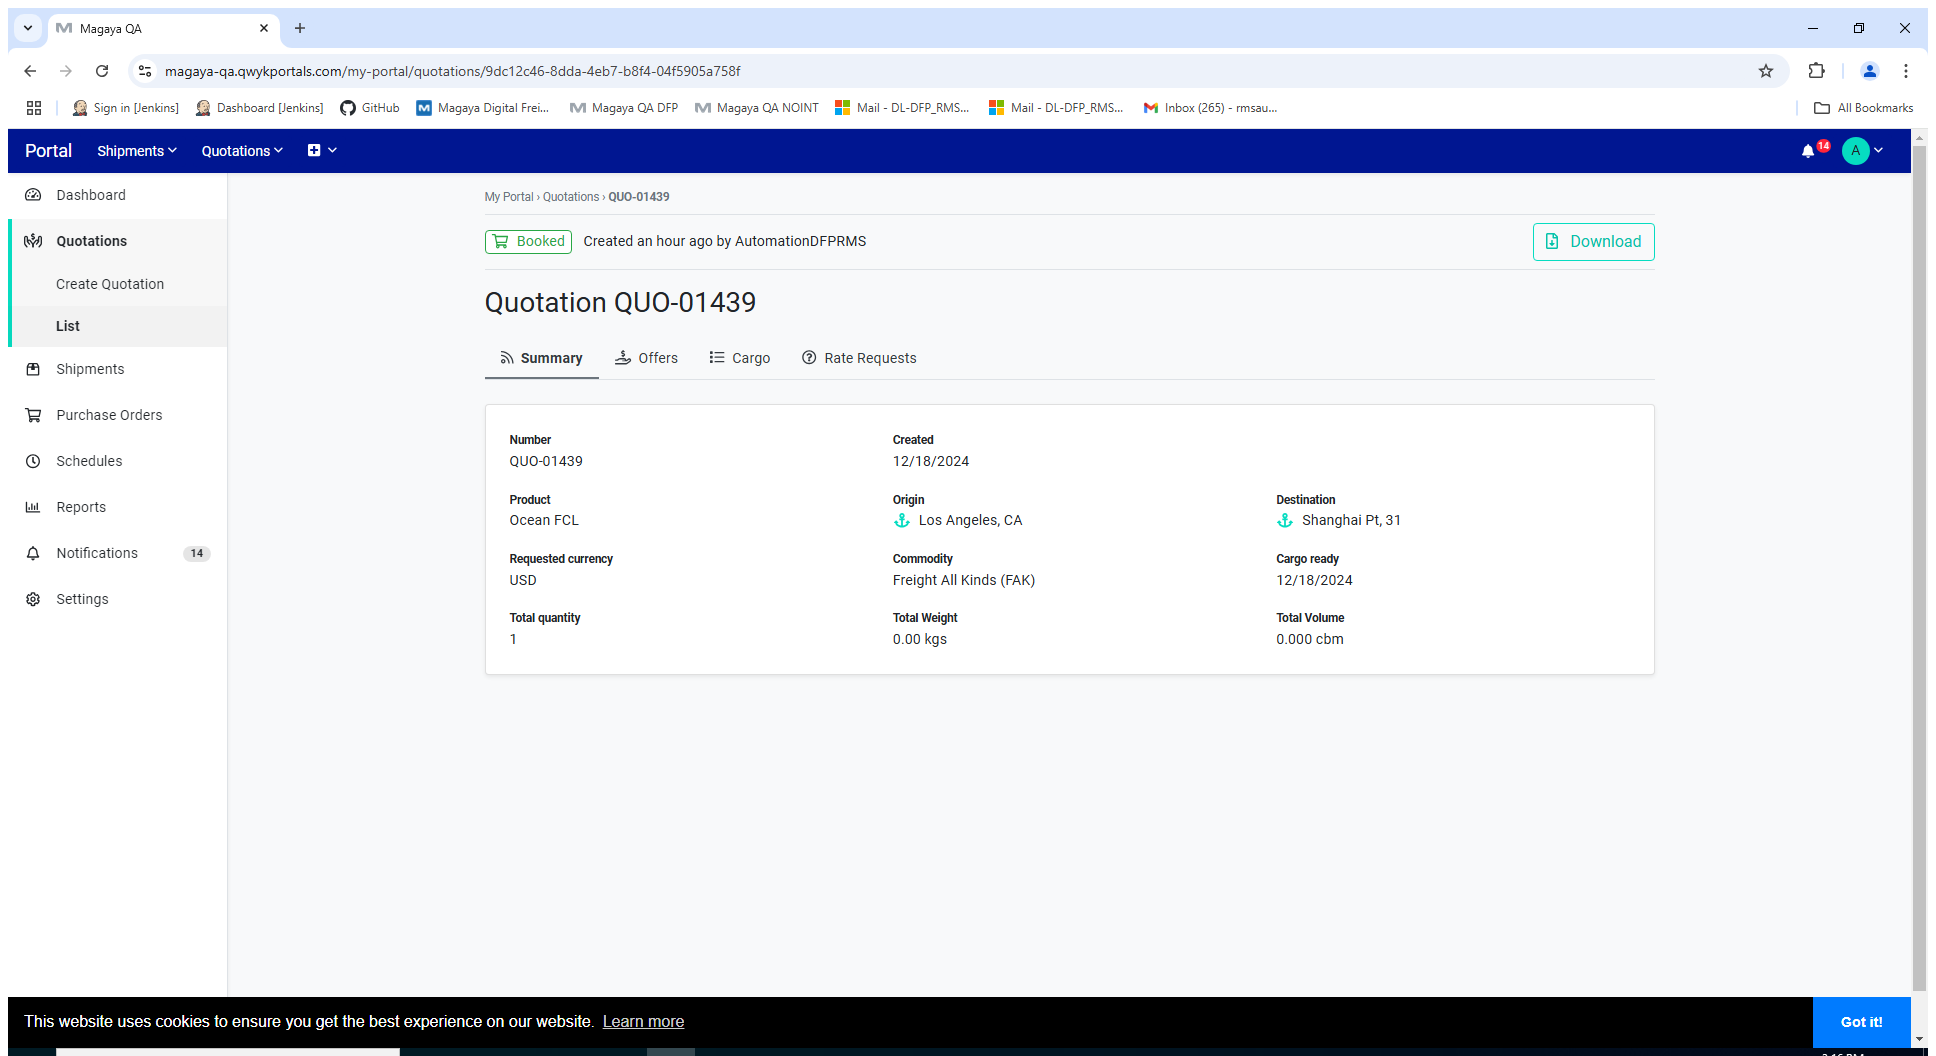 Magaya QA
magaya-qa.qwykportals.com/my-portal/quotations/9dc12c46-8dda-4eb7-b8f4-04f5905a758f
Sign in [Jenkins]
Dashboard [Jenkins]
GitHub
Magaya Digital Frei...
Magaya QA DFP
Magaya QA NOINT
Mail - DL-DFP_RMS...
Mail - DL-DFP_RMS...
Inbox (265) - rmsau...
All Bookmarks
Portal
Shipments
Quotations
14
A
Dashboard
Quotations
Create Quotation
List
Shipments
Purchase Orders
Schedules
Reports
Notifications 14
Settings
My Portal › Quotations › QUO-01439
Booked Created an hour ago by AutomationDFPRMS
Download
Quotation QUO-01439
Summary Offers Cargo Rate Requests
Number Created
QUO-01439 12/18/2024
Product Origin Destination
Ocean FCL Los Angeles, CA Shanghai Pt, 31
Requested currency Commodity Cargo ready
USD Freight All Kinds (FAK) 12/18/2024
Total quantity Total Weight Total Volume
1 0.00 kgs 0.000 cbm
This website uses cookies to ensure you get the best experience on our website. Learn more
Got it!